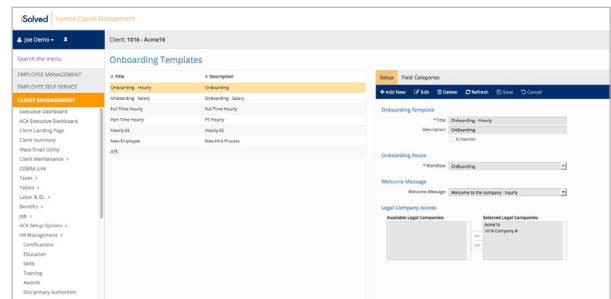 iSolved Human Capital Management
Joe Demo
Client: 1016 - Acme16
Search the menu
EMPLOYEE MANAGEMENT
EMPLOYEE SELF SERVICE
CLIENT MANAGEMENT
Executive Dashboard
ACA Executive Dashboard
Client Landing Page
Client Summary
Mass Email Utility
Client Maintenance >
COBRA Link
Taxes >
Tables >
Labor & GL >
Benefits >
Job >
ACA Setup Options >
HR Management <
Certifications
Education
Skills
Training
Awards
Disciplinary Authorities
Onboarding Templates
Title Description
Onboarding - Hourly OnBoarding
Onboarding - Salary Onboarding - Salary
Full Time Hourly Full Time Hourly
Part Time Hourly PT Hourly
Hourly EE Hourly EE
New Employee New Hire Process
ATS
Setup Field Categories
+ Add New Edit Delete Refresh Save Cancel
Onboarding Template
* Title Onboarding - Hourly
Description OnBoarding
Is Inactive
Onboarding Route
* Workflow OnBoarding
Welcome Message
Welcome Message Welcome to the company - hourly
Legal Company Access
Available Legal Companies: Selected Legal Companies:
Acme16
1016 Company B